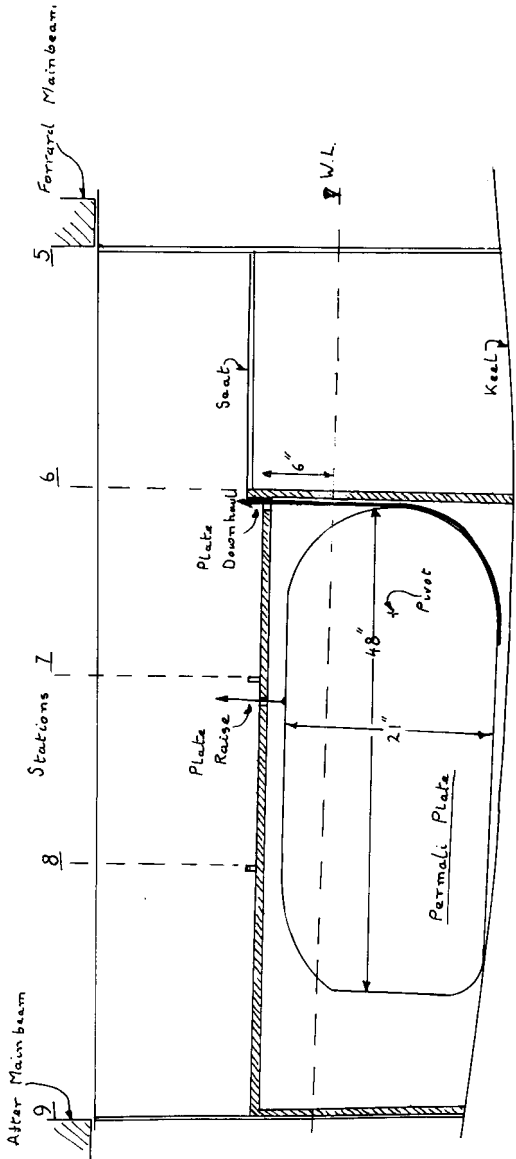 After Mainbeam
Forrard Mainbeam.
Stations
9
8
7
6
5
Plate
Raise
Plate
Downhaul
Seat
6"
W.L.
48"
Pivot
21"
Permali Plate
Keel